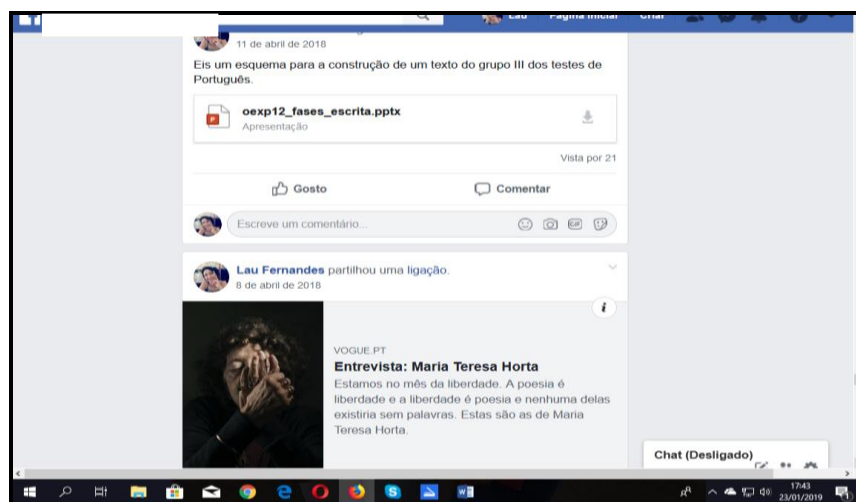 Lau Página Inicial Criar
11 de abril de 2018
Eis um esquema para a construção de um texto do grupo III dos testes de
Português.
oexp12_fases_escrita.pptx
Apresentação
Vista por 21
Gosto Comentar
Escreve um comentário...
GIF
Lau Fernandes partilhou uma ligação.
8 de abril de 2018
VOGUE.PT
Entrevista: Maria Teresa Horta
Estamos no mês da liberdade. A poesia é
liberdade e a liberdade é poesia e nenhuma delas
existiria sem palavras. Estas são as de Maria
Teresa Horta.
Chat (Desligado)
17:43
23/01/2019